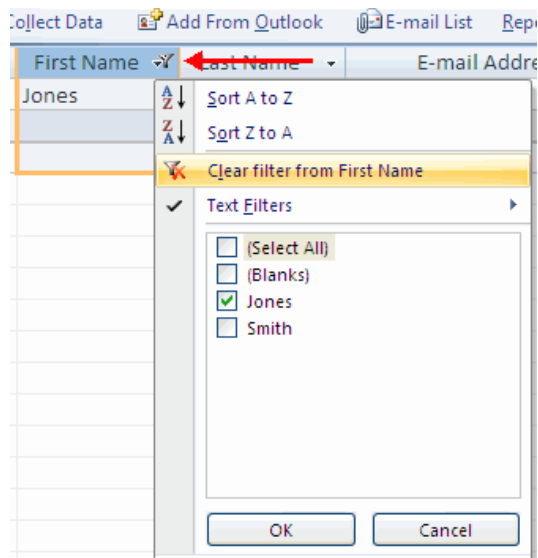 Collect Data Add From Outlook E-mail List Repo
First Name Last Name E-mail Addre
Jones
Sort A to Z
Sort Z to A
Clear filter from First Name
Text Filters
(Select All)
(Blanks)
Jones
Smith
OK Cancel